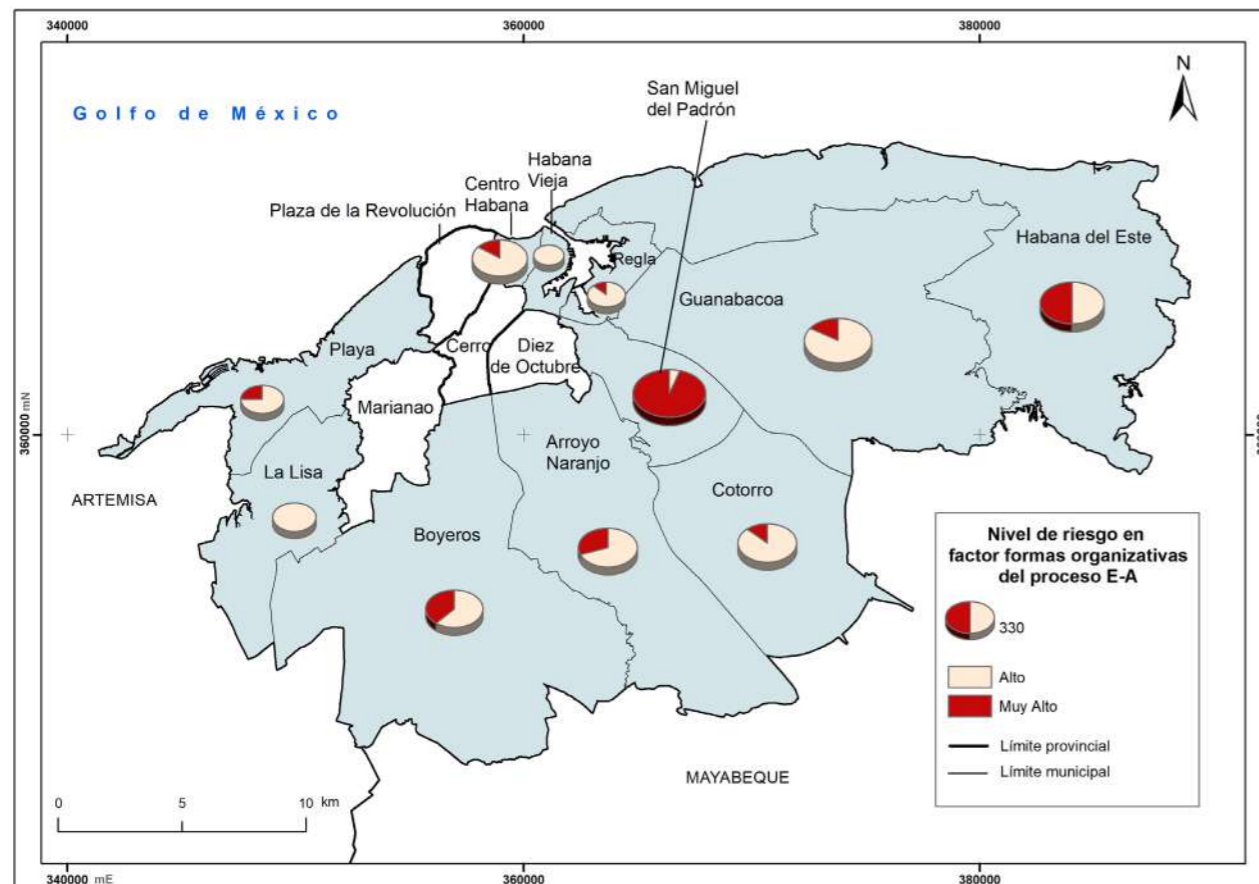 340000
360000
380000
N
San Miguel
del Padrón
Golfo de México
Habana
Vieja
Centro
Habana
Plaza de la Revolución
Habana del Este
Regla
Guanabacoa
Playa
Cerro
Diez
de Octubre
Marianao
360000 mN
Arroyo
Naranjo
La Lisa
ARTEMISA
Cotorro
Boyeros
Nivel de riesgo en
factor formas organizativas
del proceso E-A
330
Alto
Muy Alto
Límite provincial
Límite municipal
MAYABEQUE
0 5 10 km
340000 mE
360000
380000